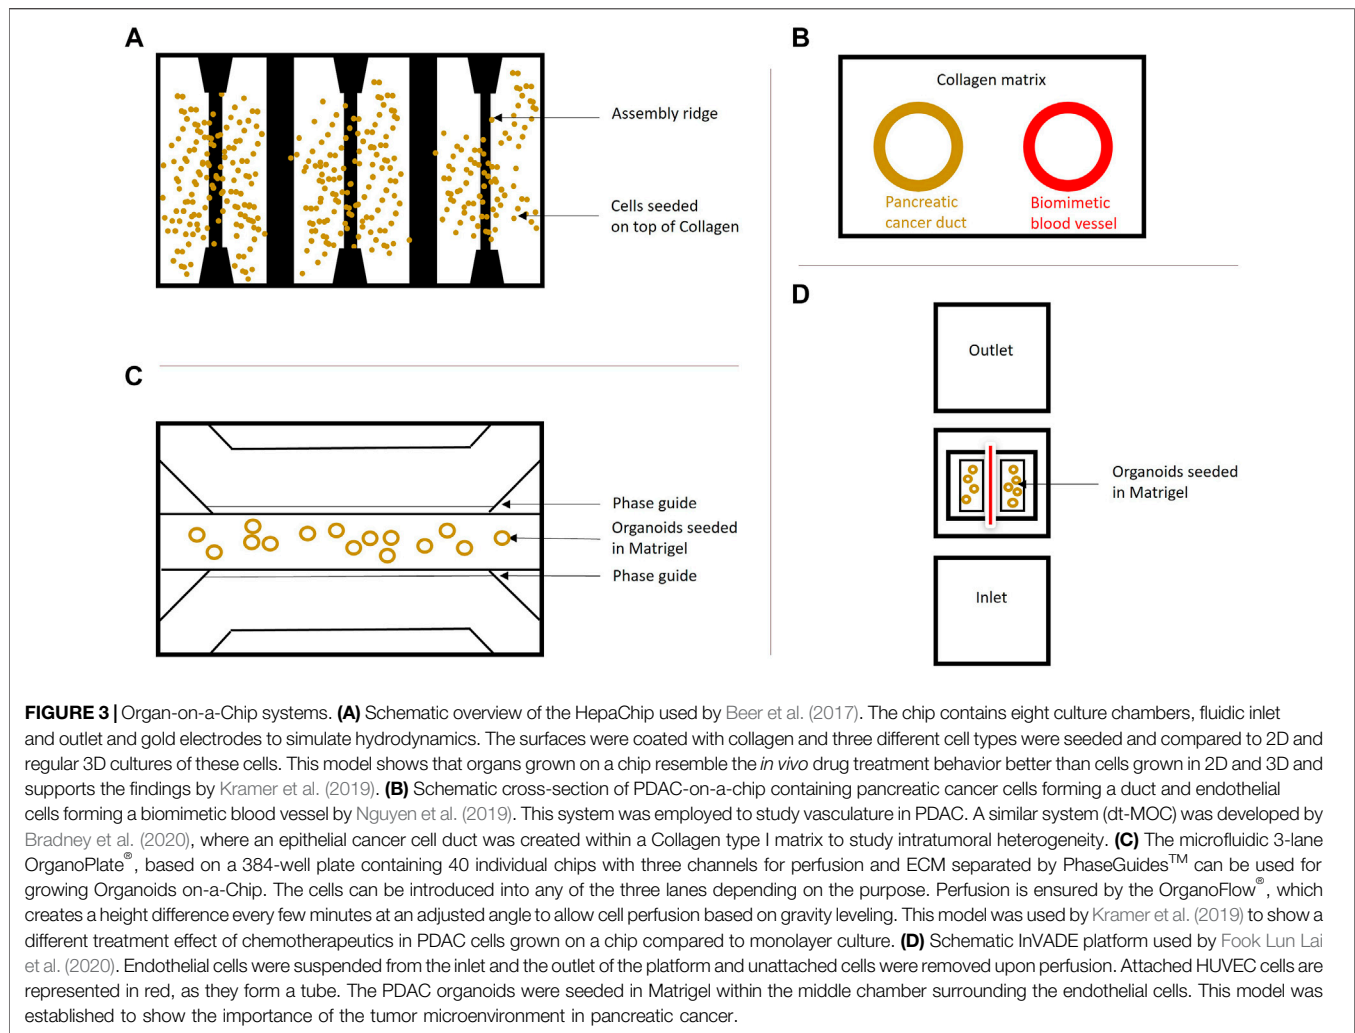 A
Assembly ridge
Cells seeded
on top of Collagen
B
Collagen matrix
Pancreatic
cancer duct
Biomimetic
blood vessel
C
Phase guide
Organoids seeded
in Matrigel
Phase guide
D
Outlet
Organoids seeded
in Matrigel
Inlet
FIGURE 3 | Organ-on-a-Chip systems. (A) Schematic overview of the HepaChip used by Beer et al. (2017). The chip contains eight culture chambers, fluidic inlet
and outlet and gold electrodes to simulate hydrodynamics. The surfaces were coated with collagen and three different cell types were seeded and compared to 2D and
regular 3D cultures of these cells. This model shows that organs grown on a chip resemble the in vivo drug treatment behavior better than cells grown in 2D and 3D and
supports the findings by Kramer et al. (2019). (B) Schematic cross-section of PDAC-on-a-chip containing pancreatic cancer cells forming a duct and endothelial
cells forming a biomimetic blood vessel by Nguyen et al. (2019). This system was employed to study vasculature in PDAC. A similar system (dt-MOC) was developed by
Bradney et al. (2020), where an epithelial cancer cell duct was created within a Collagen type I matrix to study intratumoral heterogeneity. (C) The microfluidic 3-lane
OrganoPlate®, based on a 384-well plate containing 40 individual chips with three channels for perfusion and ECM separated by PhaseGuides™ can be used for
growing Organoids on-a-Chip. The cells can be introduced into any of the three lanes depending on the purpose. Perfusion is ensured by the OrganoFlow®, which
creates a height difference every few minutes at an adjusted angle to allow cell perfusion based on gravity leveling. This model was used by Kramer et al. (2019) to show a
different treatment effect of chemotherapeutics in PDAC cells grown on a chip compared to monolayer culture. (D) Schematic InVADE platform used by Fook Lun Lai
et al. (2020). Endothelial cells were suspended from the inlet and the outlet of the platform and unattached cells were removed upon perfusion. Attached HUVEC cells are
represented in red, as they form a tube. The PDAC organoids were seeded in Matrigel within the middle chamber surrounding the endothelial cells. This model was
established to show the importance of the tumor microenvironment in pancreatic cancer.